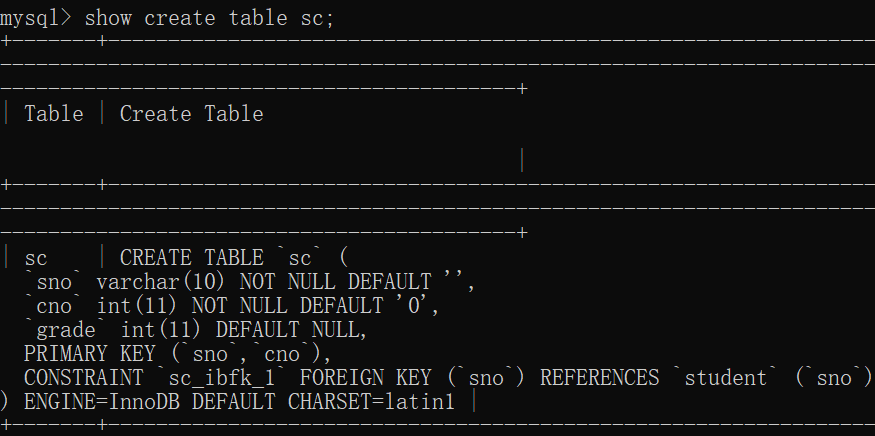 mysql> show create table sc;
+-------+----------------------------------------------------------------
-------------------------------------------------------------------------
-------------------------------------------+
| Table | Create Table
|
+-------+----------------------------------------------------------------
-------------------------------------------------------------------------
-------------------------------------------+
| sc    | CREATE TABLE `sc` (
  `sno` varchar(10) NOT NULL DEFAULT '',
  `cno` int(11) NOT NULL DEFAULT '0',
  `grade` int(11) DEFAULT NULL,
  PRIMARY KEY (`sno`,`cno`),
  CONSTRAINT `sc_ibfk_1` FOREIGN KEY (`sno`) REFERENCES `student` (`sno`)
) ENGINE=InnoDB DEFAULT CHARSET=latin1 |
+-------+----------------------------------------------------------------